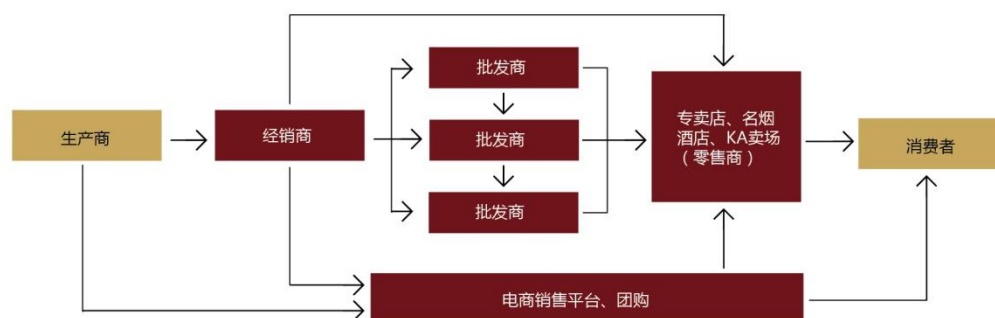 生产商
经销商
批发商
批发商
批发商
专卖店、名烟
酒店、KA卖场
（零售商）
消费者
电商销售平台、团购